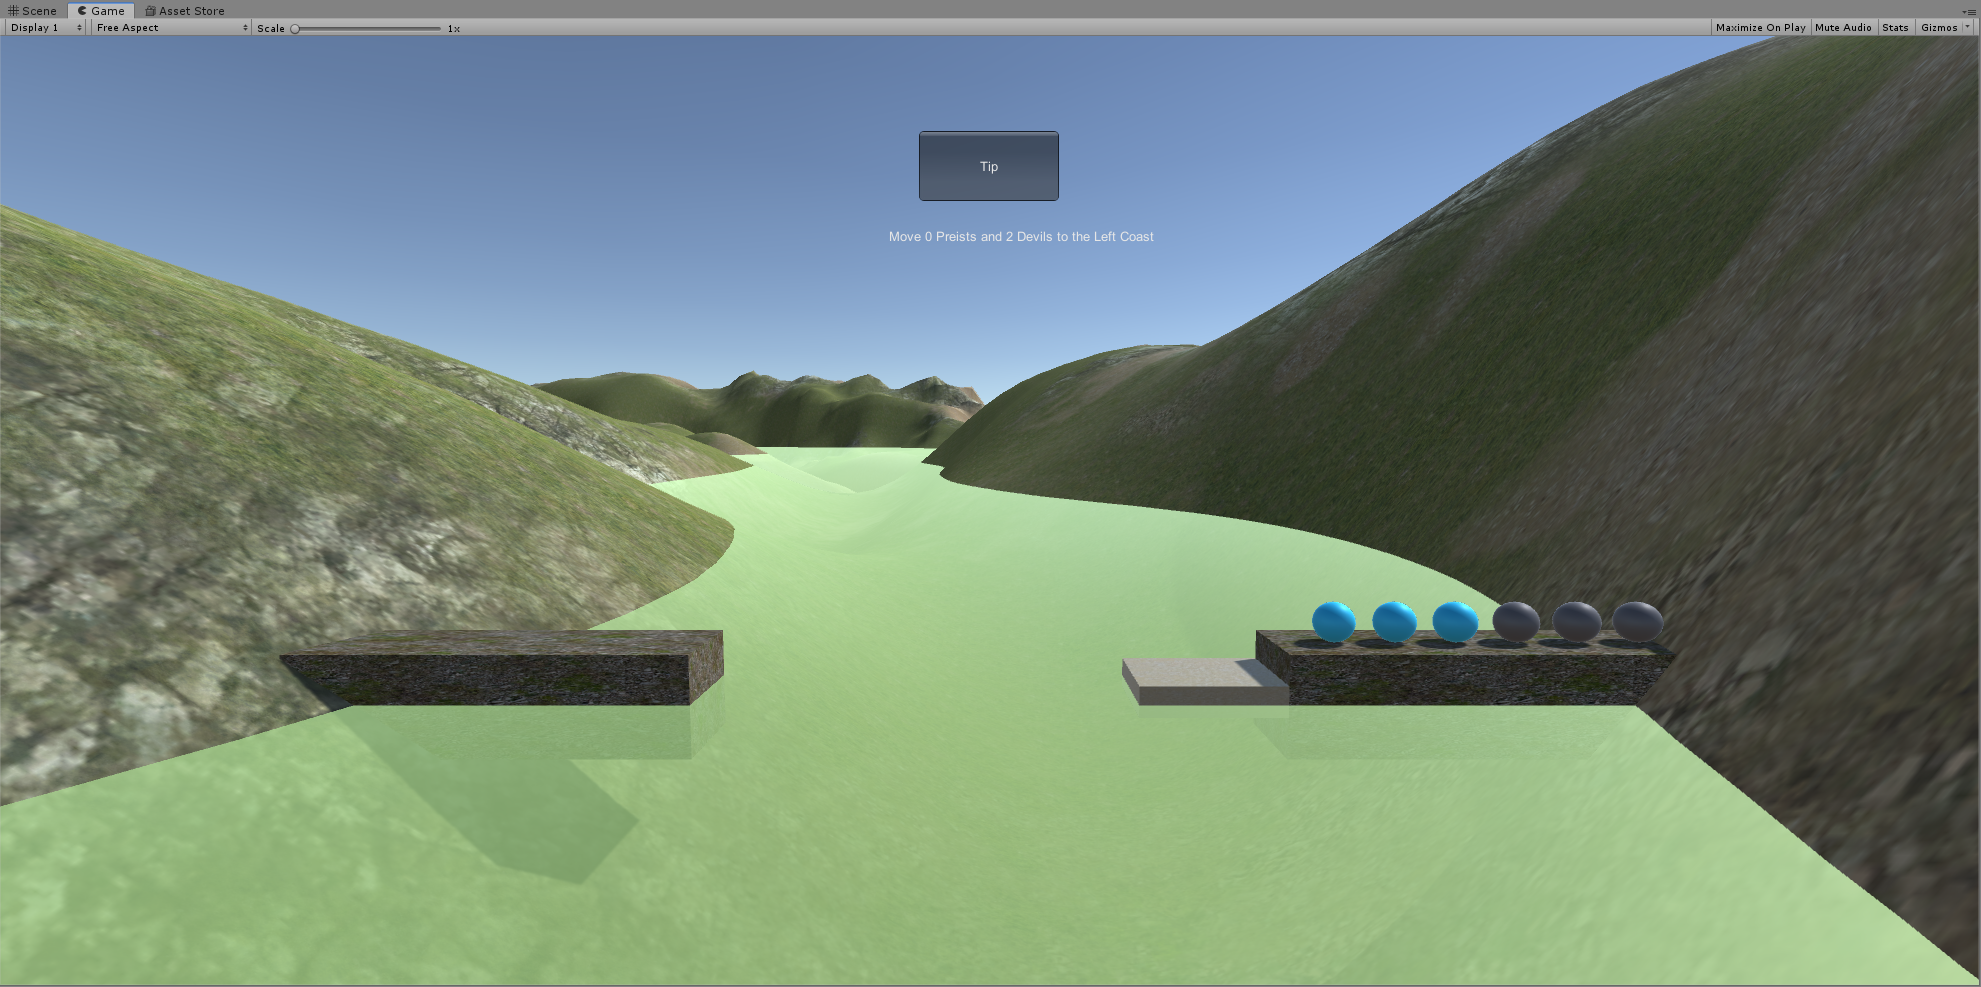 Scene Game Asset Store
Display 1 Free Aspect Scale 1x Maximize On Play Mute Audio Stats Gizmos
Tip
Move 0 Preists and 2 Devils to the Left Coast